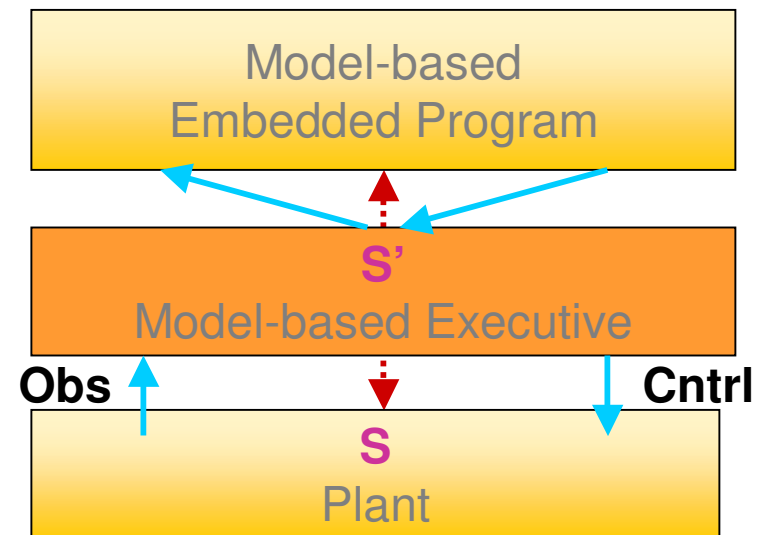 Model-based
Embedded Program
S’
Model-based Executive
Obs
Cntrl
S
Plant